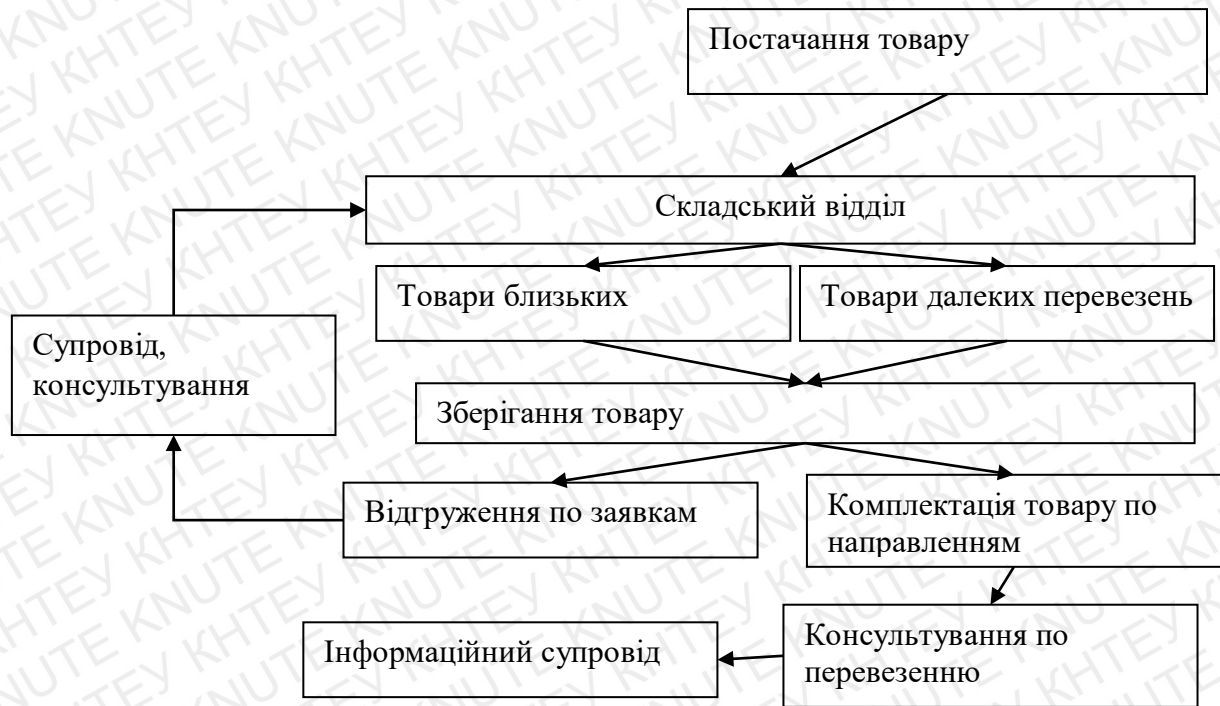 Постачання товару
Складський відділ
Товари близьких
Товари далеких перевезень
Супровід,
консультування
Зберігання товару
Відгруження по заявкам
Комплектація товару по
направленням
Консультування по
перевезенню
Інформаційний супровід